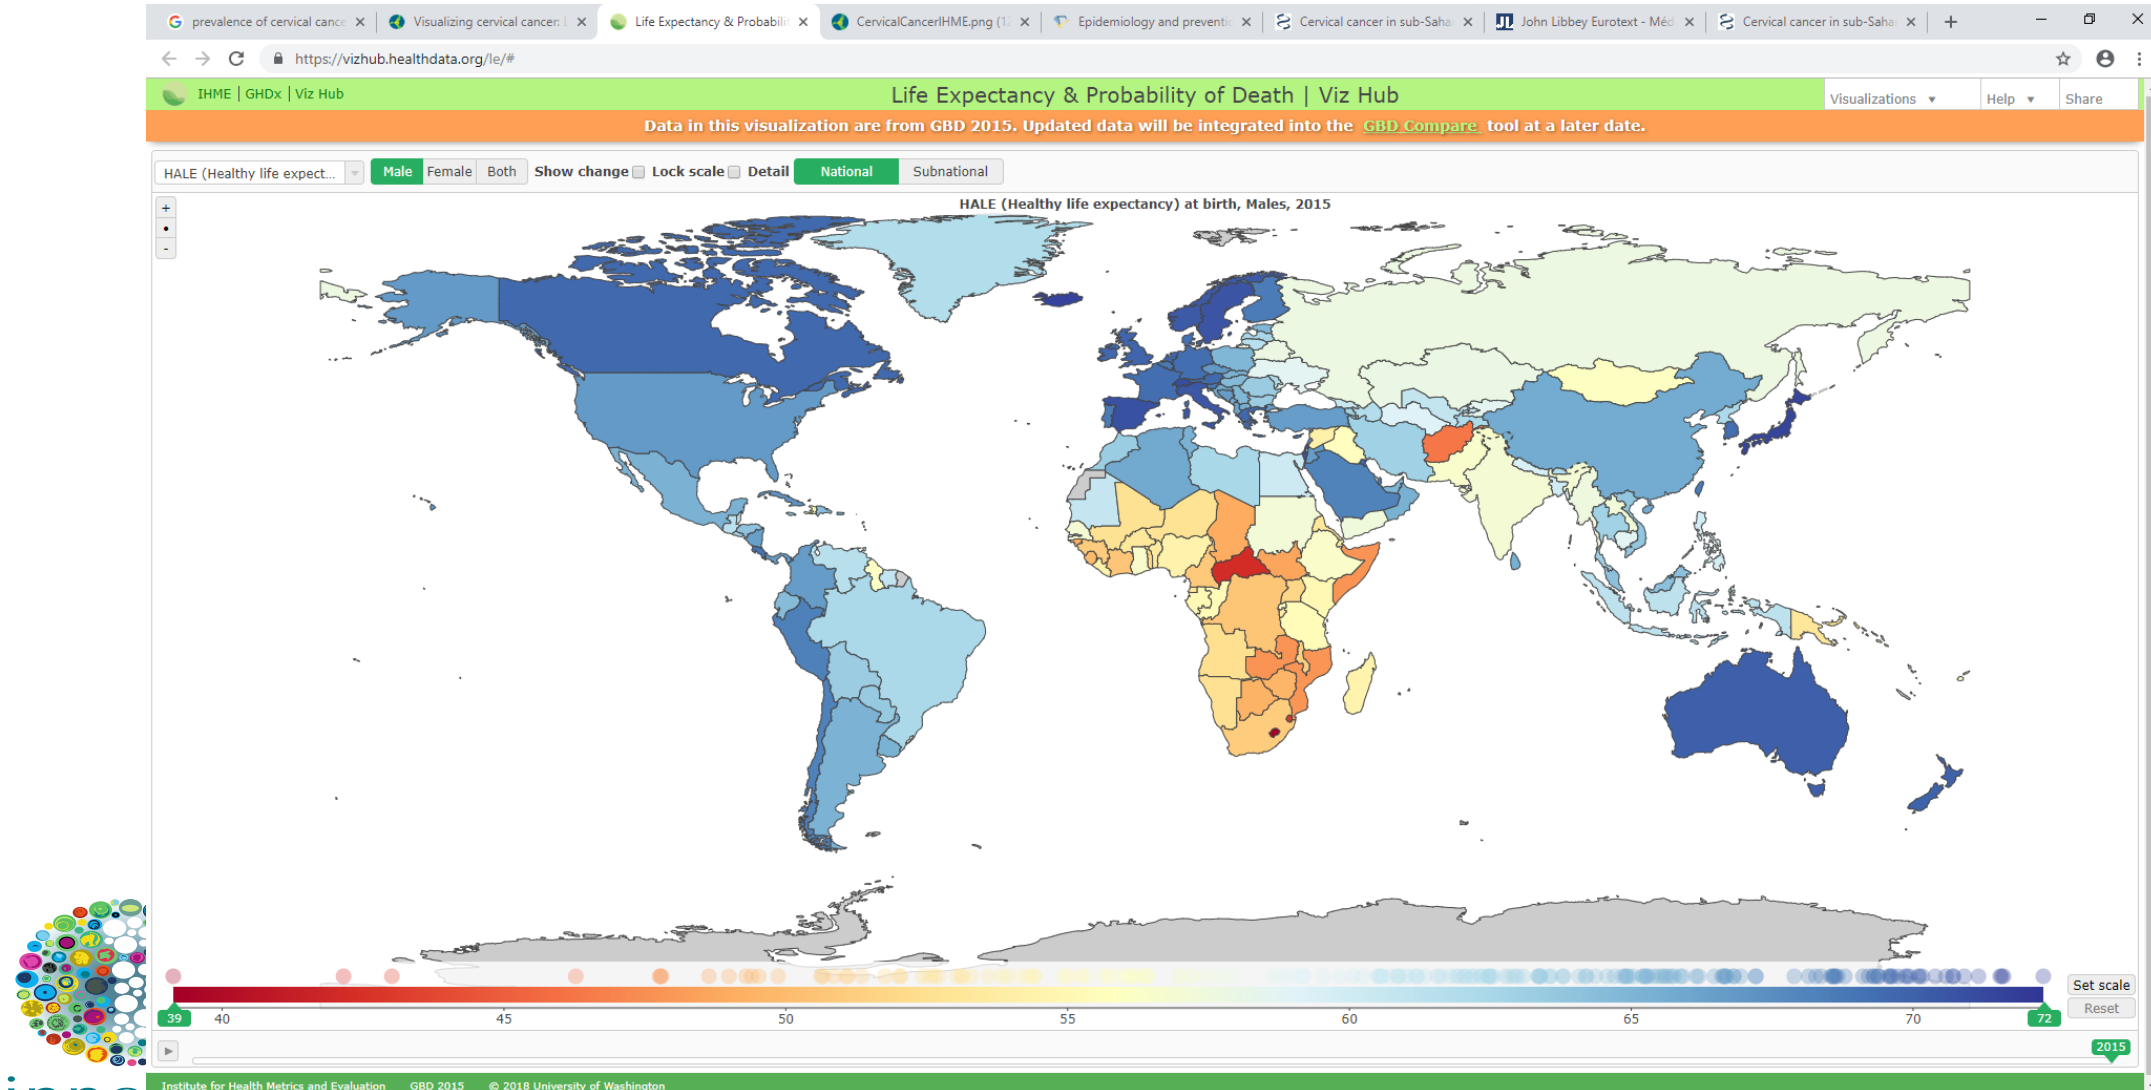 prevalence of cervical cance
Visualizing cervical cancer:
Life Expectancy & Probabilit
CervicalCancerIHME.png (12
Epidemiology and preventio
Cervical cancer in sub-Saha
John Libbey Eurotext - Méd
Cervical cancer in sub-Saha
https://vizhub.healthdata.org/le/#
IHME | GHDx | Viz Hub
Life Expectancy & Probability of Death | Viz Hub
Visualizations
Help
Share
Data in this visualization are from GBD 2015. Updated data will be integrated into the GBD Compare tool at a later date.
HALE (Healthy life expect...
Male Female Both
Show change Lock scale Detail National Subnational
HALE (Healthy life expectancy) at birth, Males, 2015
+
-
Set scale
Reset
39 40 45 50 55 60 65 70 72
2015
Institute for Health Metrics and Evaluation GBD 2015 © 2018 University of Washington